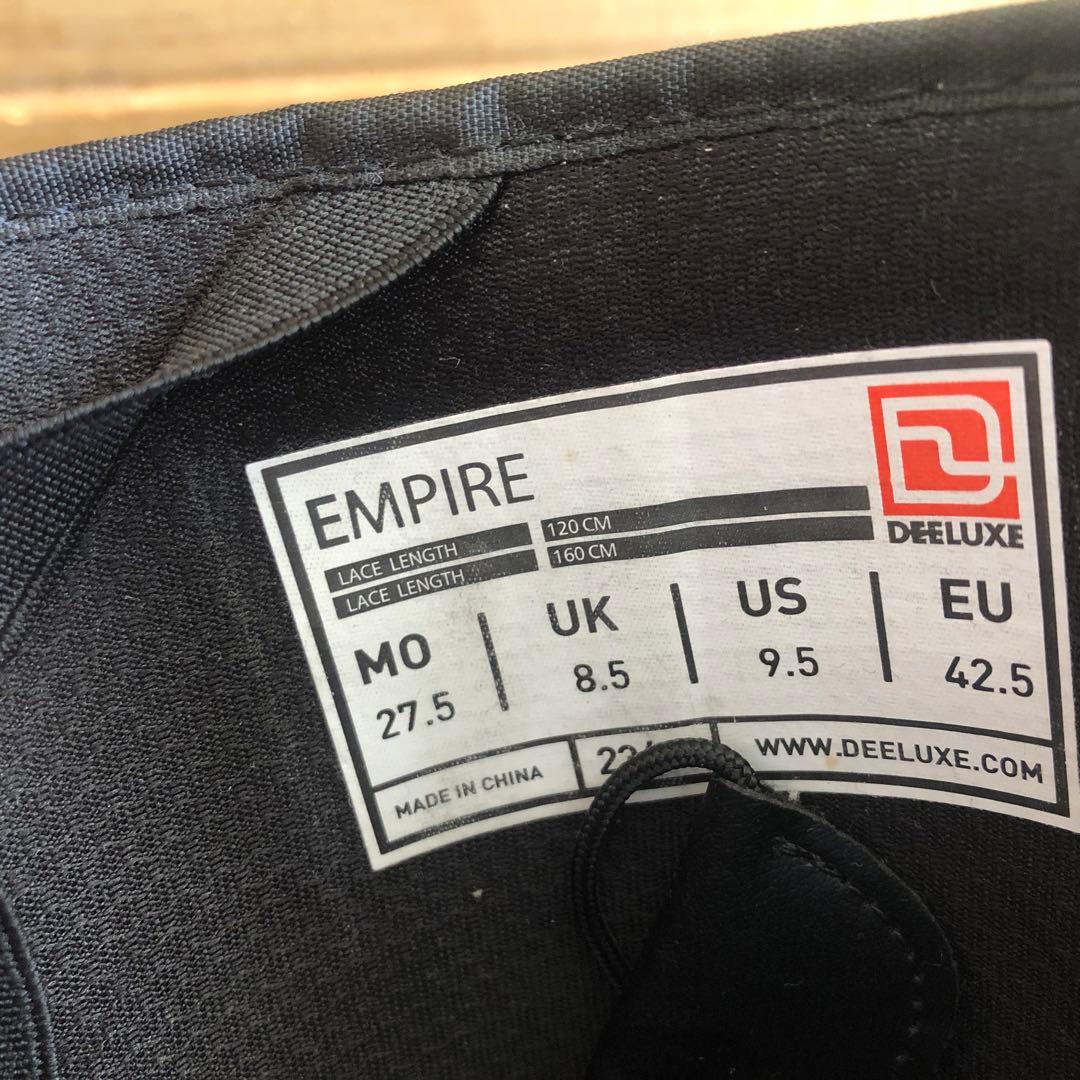 EMPIRE
LACE LENGTH 120 CM
LACE LENGTH 160 CM
DEELUXE
MO UK US EU
27.5 8.5 9.5 42.5
MADE IN CHINA WWW.DEELUXE.COM